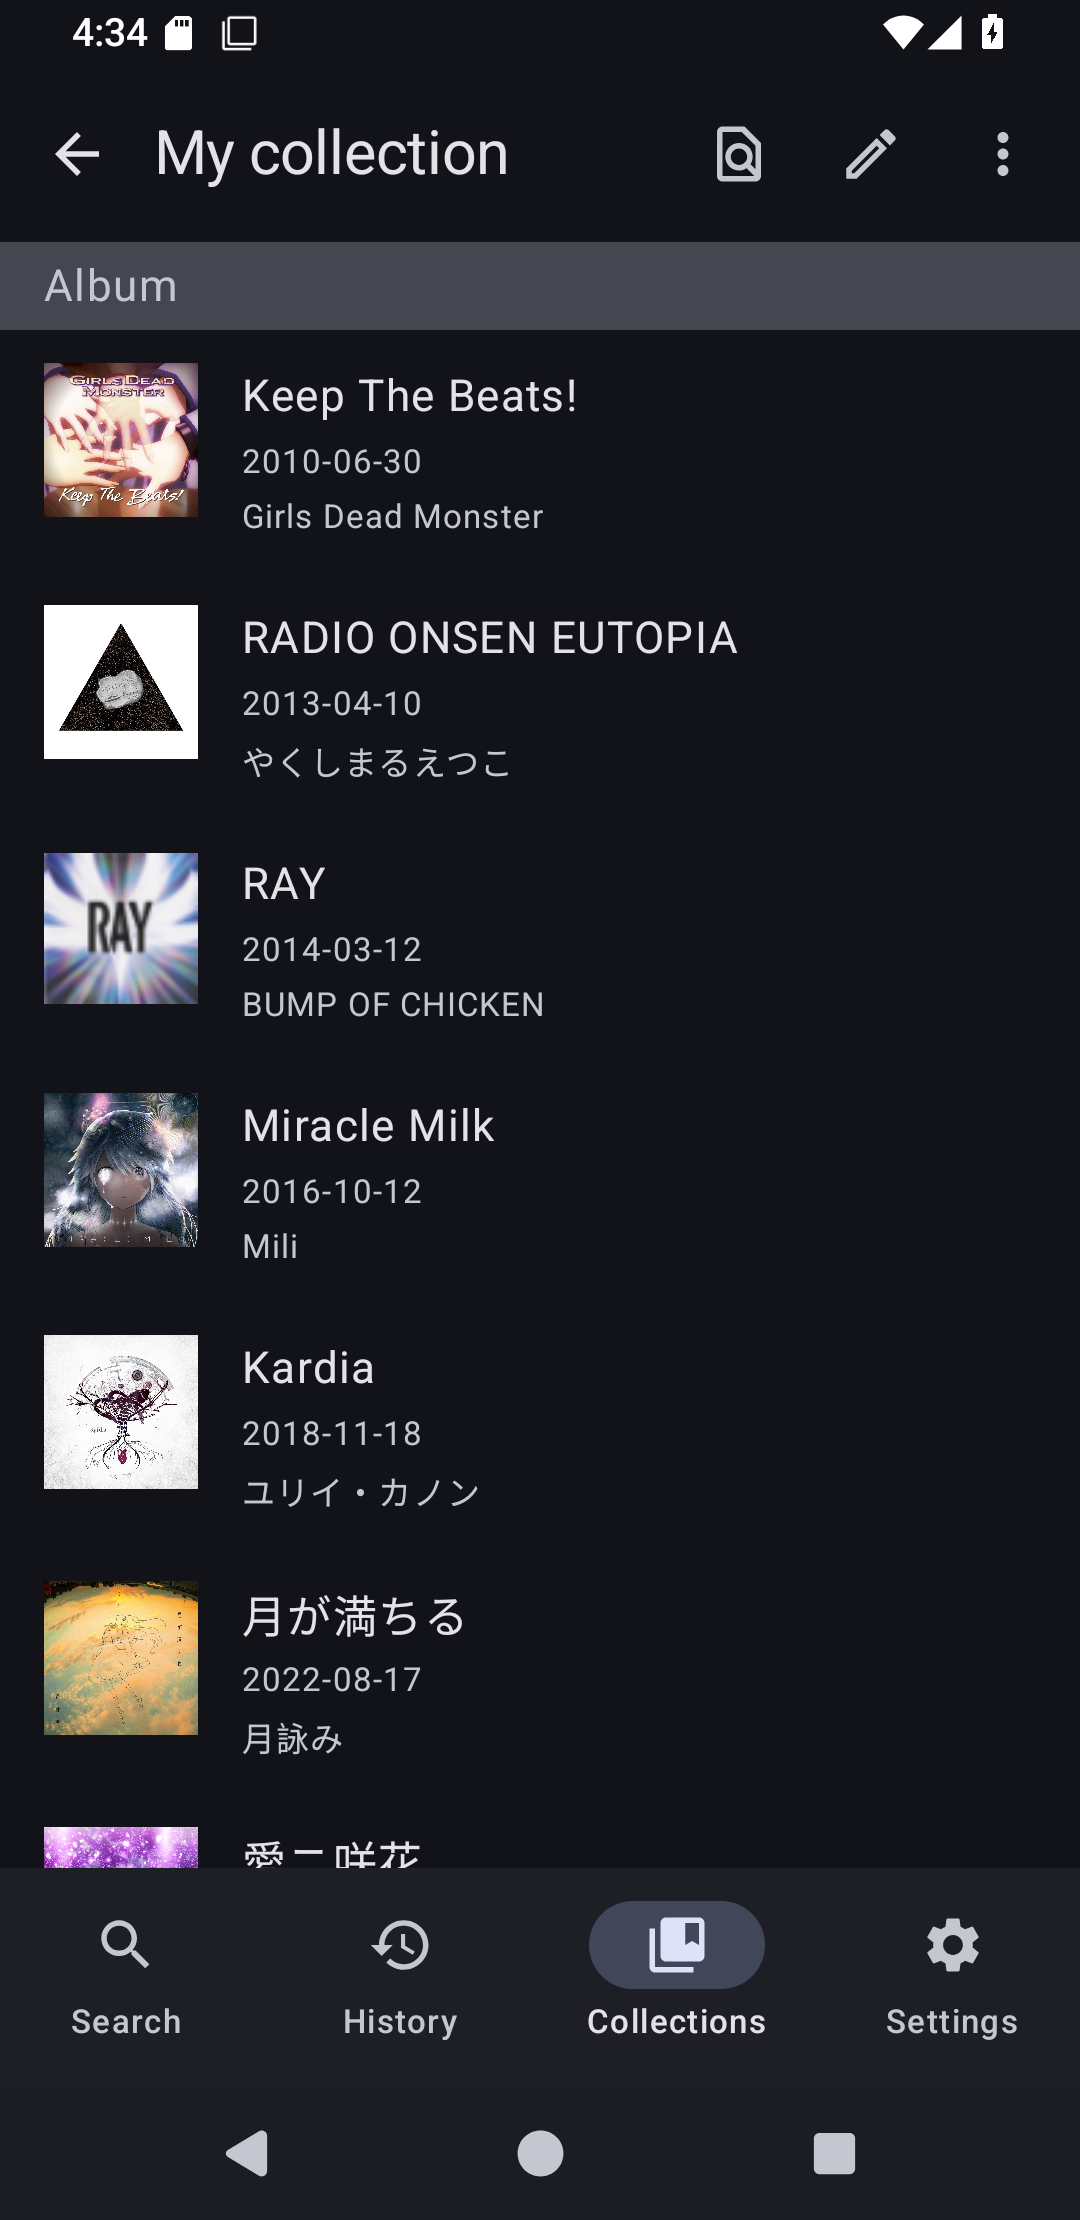 4:34
My collection
Album
GIRLS DEAD
MONSTER
Keep The Beats!
Keep The Beats!
2010-06-30
Girls Dead Monster
RADIO ONSEN EUTOPIA
2013-04-10
やくしまるえつこ
RAY
RAY
2014-03-12
BUMP OF CHICKEN
Miracle Milk
2016-10-12
Mili
Kardia
2018-11-18
ユリイ・カノン
月が満ちる
2022-08-17
月詠み
Search
History
Collections
Settings